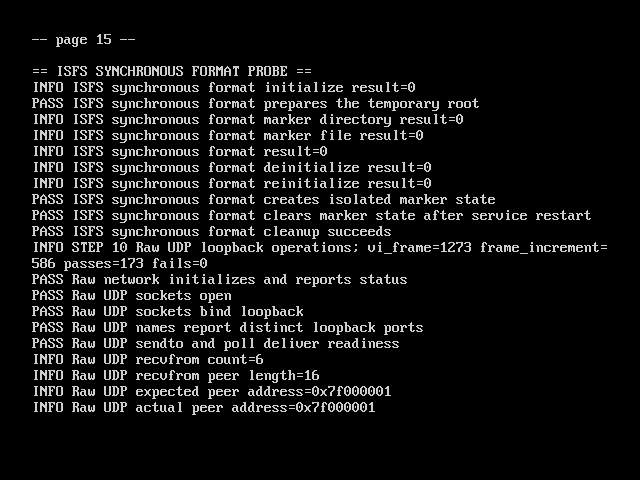 -- page 15 --
== ISFS SYNCHRONOUS FORMAT PROBE ==
INFO ISFS synchronous format initialize result=0
PASS ISFS synchronous format prepares the temporary root
INFO ISFS synchronous format marker directory result=0
INFO ISFS synchronous format marker file result=0
INFO ISFS synchronous format result=0
INFO ISFS synchronous format deinitialize result=0
INFO ISFS synchronous format reinitialize result=0
PASS ISFS synchronous format creates isolated marker state
PASS ISFS synchronous format clears marker state after service restart
PASS ISFS synchronous format cleanup succeeds
INFO STEP 10 Raw UDP loopback operations; vi_frame=1273 frame_increment=
586 passes=173 fails=0
PASS Raw network initializes and reports status
PASS Raw UDP sockets open
PASS Raw UDP sockets bind loopback
PASS Raw UDP names report distinct loopback ports
PASS Raw UDP sendto and poll deliver readiness
INFO Raw UDP recvfrom count=6
INFO Raw UDP recvfrom peer length=16
INFO Raw UDP expected peer address=0x7f000001
INFO Raw UDP actual peer address=0x7f000001